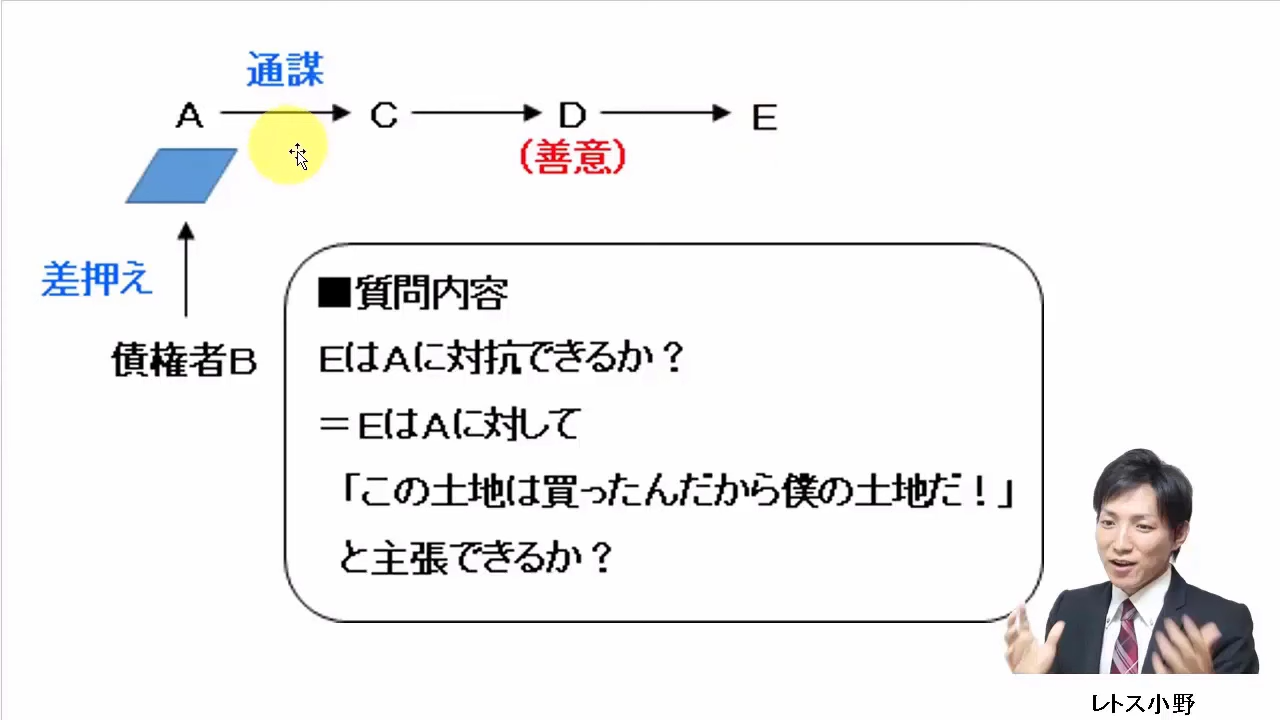 通謀
A → C → D → E
(善意)
差押え
債権者B
■質問内容
EはAに対抗できるか？
＝EはAに対して
「この土地は買ったんだから僕の土地だ！」
と主張できるか？
レトス小野